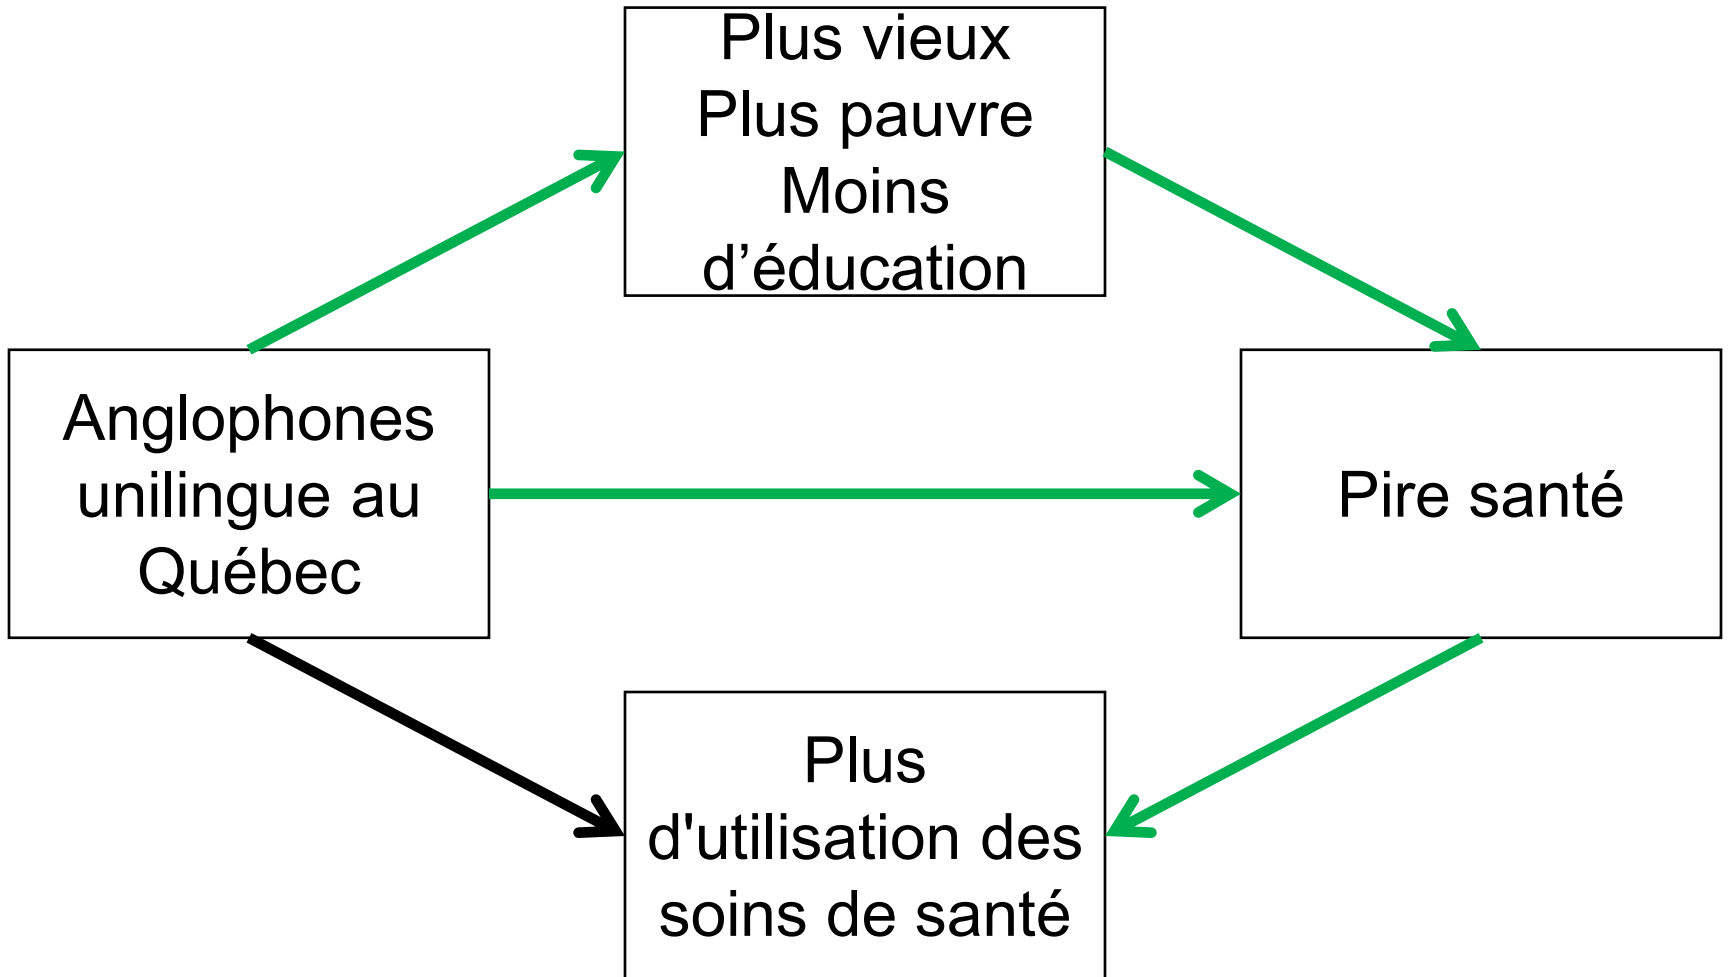 Plus vieux
Plus pauvre
Moins
d’éducation
Anglophones
unilingue au
Québec
Pire santé
Plus
d'utilisation des
soins de santé